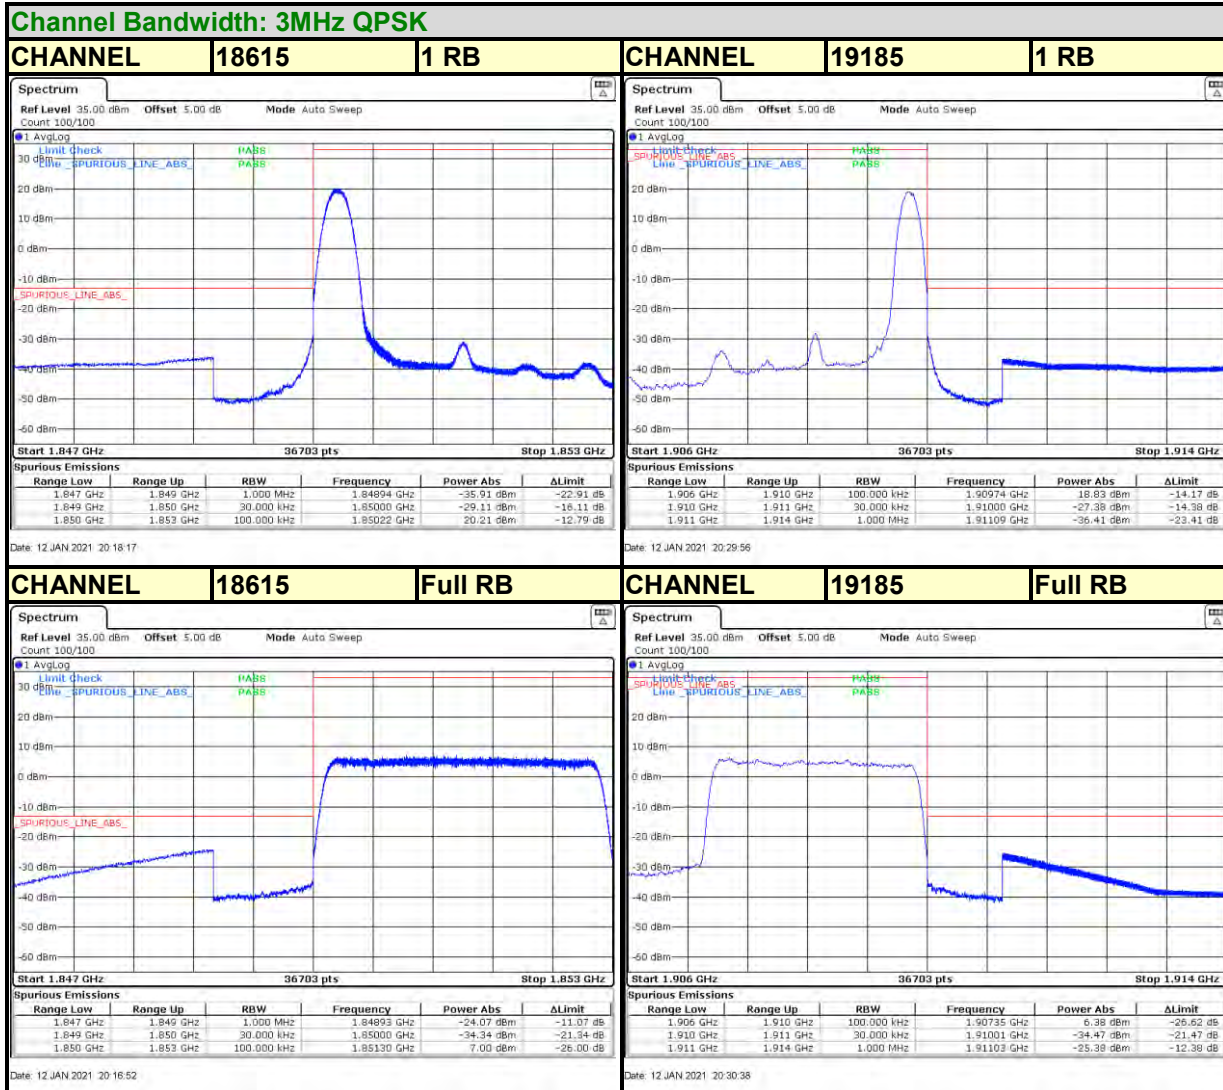 Channel Bandwidth: 3MHz QPSK
CHANNEL 18615 1 RB
Spectrum
Ref Level 35.00 dBm Offset 5.00 dB Mode Auto Sweep
Count 100/100
1 AvgLog
Limit Check PASS
30 dBm
Line _SPURIOUS_LINE_ABS_ PASS
20 dBm
10 dBm
0 dBm
-10 dBm
_SPURIOUS_LINE_ABS_
-20 dBm
-30 dBm
-40 dBm
-50 dBm
-60 dBm
Start 1.847 GHz 36703 pts Stop 1.853 GHz
Spurious Emissions
Range Low Range Up RBW Frequency Power Abs ΔLimit
1.847 GHz 1.849 GHz 1.000 MHz 1.84894 GHz -35.91 dBm -22.91 dB
1.849 GHz 1.850 GHz 30.000 kHz 1.85000 GHz -29.11 dBm -16.11 dB
1.850 GHz 1.853 GHz 100.000 kHz 1.85022 GHz 20.21 dBm -12.79 dB
Date: 12 JAN 2021 20:18:17
CHANNEL 19185 1 RB
Spectrum
Ref Level 35.00 dBm Offset 5.00 dB Mode Auto Sweep
Count 100/100
1 AvgLog
Limit Check PASS
_SPURIOUS_LINE_ABS_
Line _SPURIOUS_LINE_ABS_ PASS
20 dBm
10 dBm
0 dBm
-10 dBm
-20 dBm
-30 dBm
-40 dBm
-50 dBm
-60 dBm
Start 1.906 GHz 36703 pts Stop 1.914 GHz
Spurious Emissions
Range Low Range Up RBW Frequency Power Abs ΔLimit
1.906 GHz 1.910 GHz 100.000 kHz 1.90974 GHz 18.83 dBm -14.17 dB
1.910 GHz 1.911 GHz 30.000 kHz 1.91000 GHz -27.38 dBm -14.38 dB
1.911 GHz 1.914 GHz 1.000 MHz 1.91109 GHz -36.41 dBm -23.41 dB
Date: 12 JAN 2021 20:29:56
CHANNEL 18615 Full RB
Spectrum
Ref Level 35.00 dBm Offset 5.00 dB Mode Auto Sweep
Count 100/100
1 AvgLog
Limit Check PASS
30 dBm
Line _SPURIOUS_LINE_ABS_ PASS
20 dBm
10 dBm
0 dBm
-10 dBm
_SPURIOUS_LINE_ABS_
-20 dBm
-30 dBm
-40 dBm
-50 dBm
-60 dBm
Start 1.847 GHz 36703 pts Stop 1.853 GHz
Spurious Emissions
Range Low Range Up RBW Frequency Power Abs ΔLimit
1.847 GHz 1.849 GHz 1.000 MHz 1.84893 GHz -24.07 dBm -11.07 dB
1.849 GHz 1.850 GHz 30.000 kHz 1.85000 GHz -34.34 dBm -21.34 dB
1.850 GHz 1.853 GHz 100.000 kHz 1.85130 GHz 7.00 dBm -26.00 dB
Date: 12 JAN 2021 20:16:52
CHANNEL 19185 Full RB
Spectrum
Ref Level 35.00 dBm Offset 5.00 dB Mode Auto Sweep
Count 100/100
1 AvgLog
Limit Check PASS
_SPURIOUS_LINE_ABS_
Line _SPURIOUS_LINE_ABS_ PASS
20 dBm
10 dBm
0 dBm
-10 dBm
-20 dBm
-30 dBm
-40 dBm
-50 dBm
-60 dBm
Start 1.906 GHz 36703 pts Stop 1.914 GHz
Spurious Emissions
Range Low Range Up RBW Frequency Power Abs ΔLimit
1.906 GHz 1.910 GHz 100.000 kHz 1.90735 GHz 6.38 dBm -26.62 dB
1.910 GHz 1.911 GHz 30.000 kHz 1.91001 GHz -34.47 dBm -21.47 dB
1.911 GHz 1.914 GHz 1.000 MHz 1.91103 GHz -25.38 dBm -12.38 dB
Date: 12 JAN 2021 20:30:38